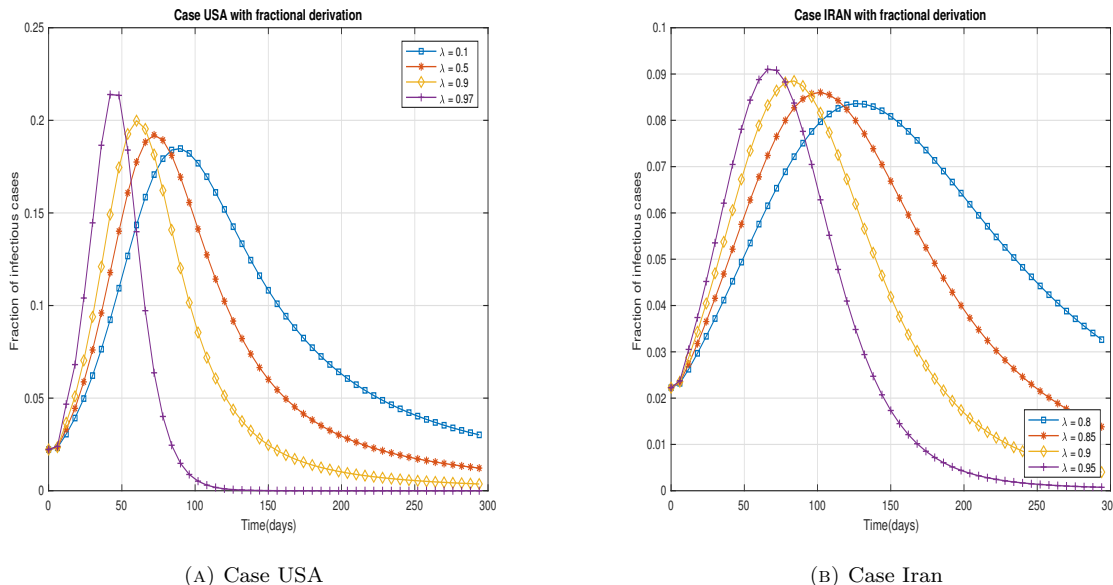 Case USA with fractional derivation
0.25
0.2
0.15
0.1
0.05
0
Fraction of infectious cases
0 50 100 150 200 250 300
Time(days)
λ = 0.1
λ = 0.5
λ = 0.9
λ = 0.97
(A) Case USA
Case IRAN with fractional derivation
0.1
0.09
0.08
0.07
0.06
0.05
0.04
0.03
0.02
0.01
0
Fraction of infectious cases
0 50 100 150 200 250 30
Time(days)
λ = 0.8
λ = 0.85
λ = 0.9
λ = 0.95
(B) Case Iran